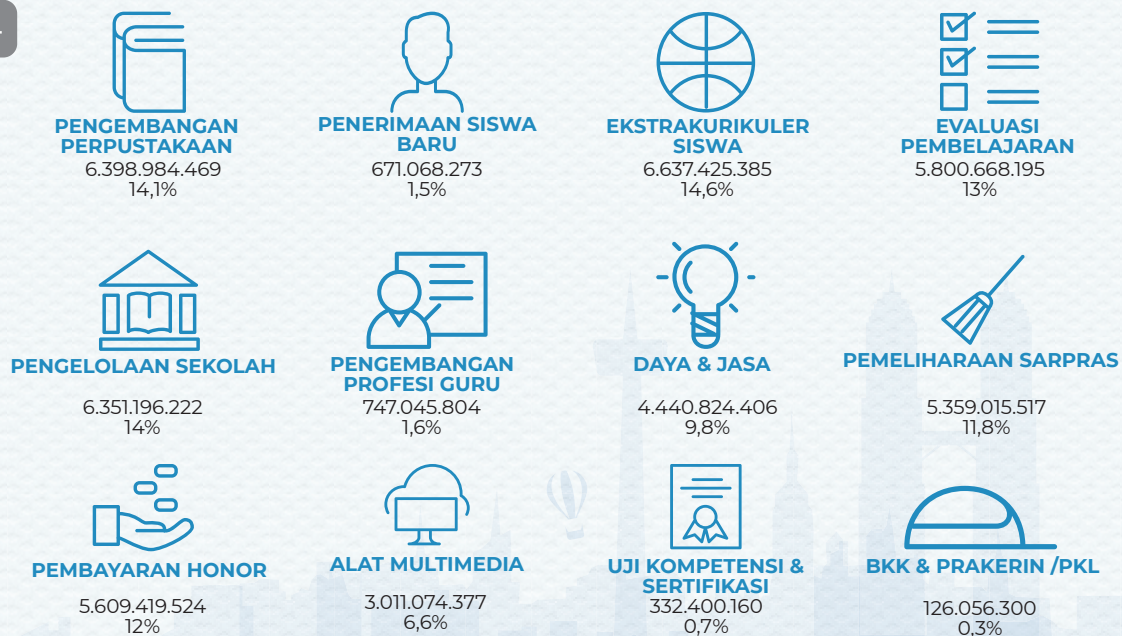 PENGEMBANGAN
PERPUSTAKAAN
6.398.984.469
14,1%
PENERIMAAN SISWA
BARU
671.068.273
1,5%
EKSTRAKURIKULER
SISWA
6.637.425.385
14,6%
EVALUASI
PEMBELAJARAN
5.800.668.195
13%
PENGELOLAAN SEKOLAH
6.351.196.222
14%
PENGEMBANGAN
PROFESI GURU
747.045.804
1,6%
DAYA & JASA
4.440.824.406
9,8%
PEMELIHARAAN SARPRAS
5.359.015.517
11,8%
PEMBAYARAN HONOR
5.609.419.524
12%
ALAT MULTIMEDIA
3.011.074.377
6,6%
UJI KOMPETENSI &
SERTIFIKASI
332.400.160
0,7%
BKK & PRAKERIN /PKL
126.056.300
0,3%